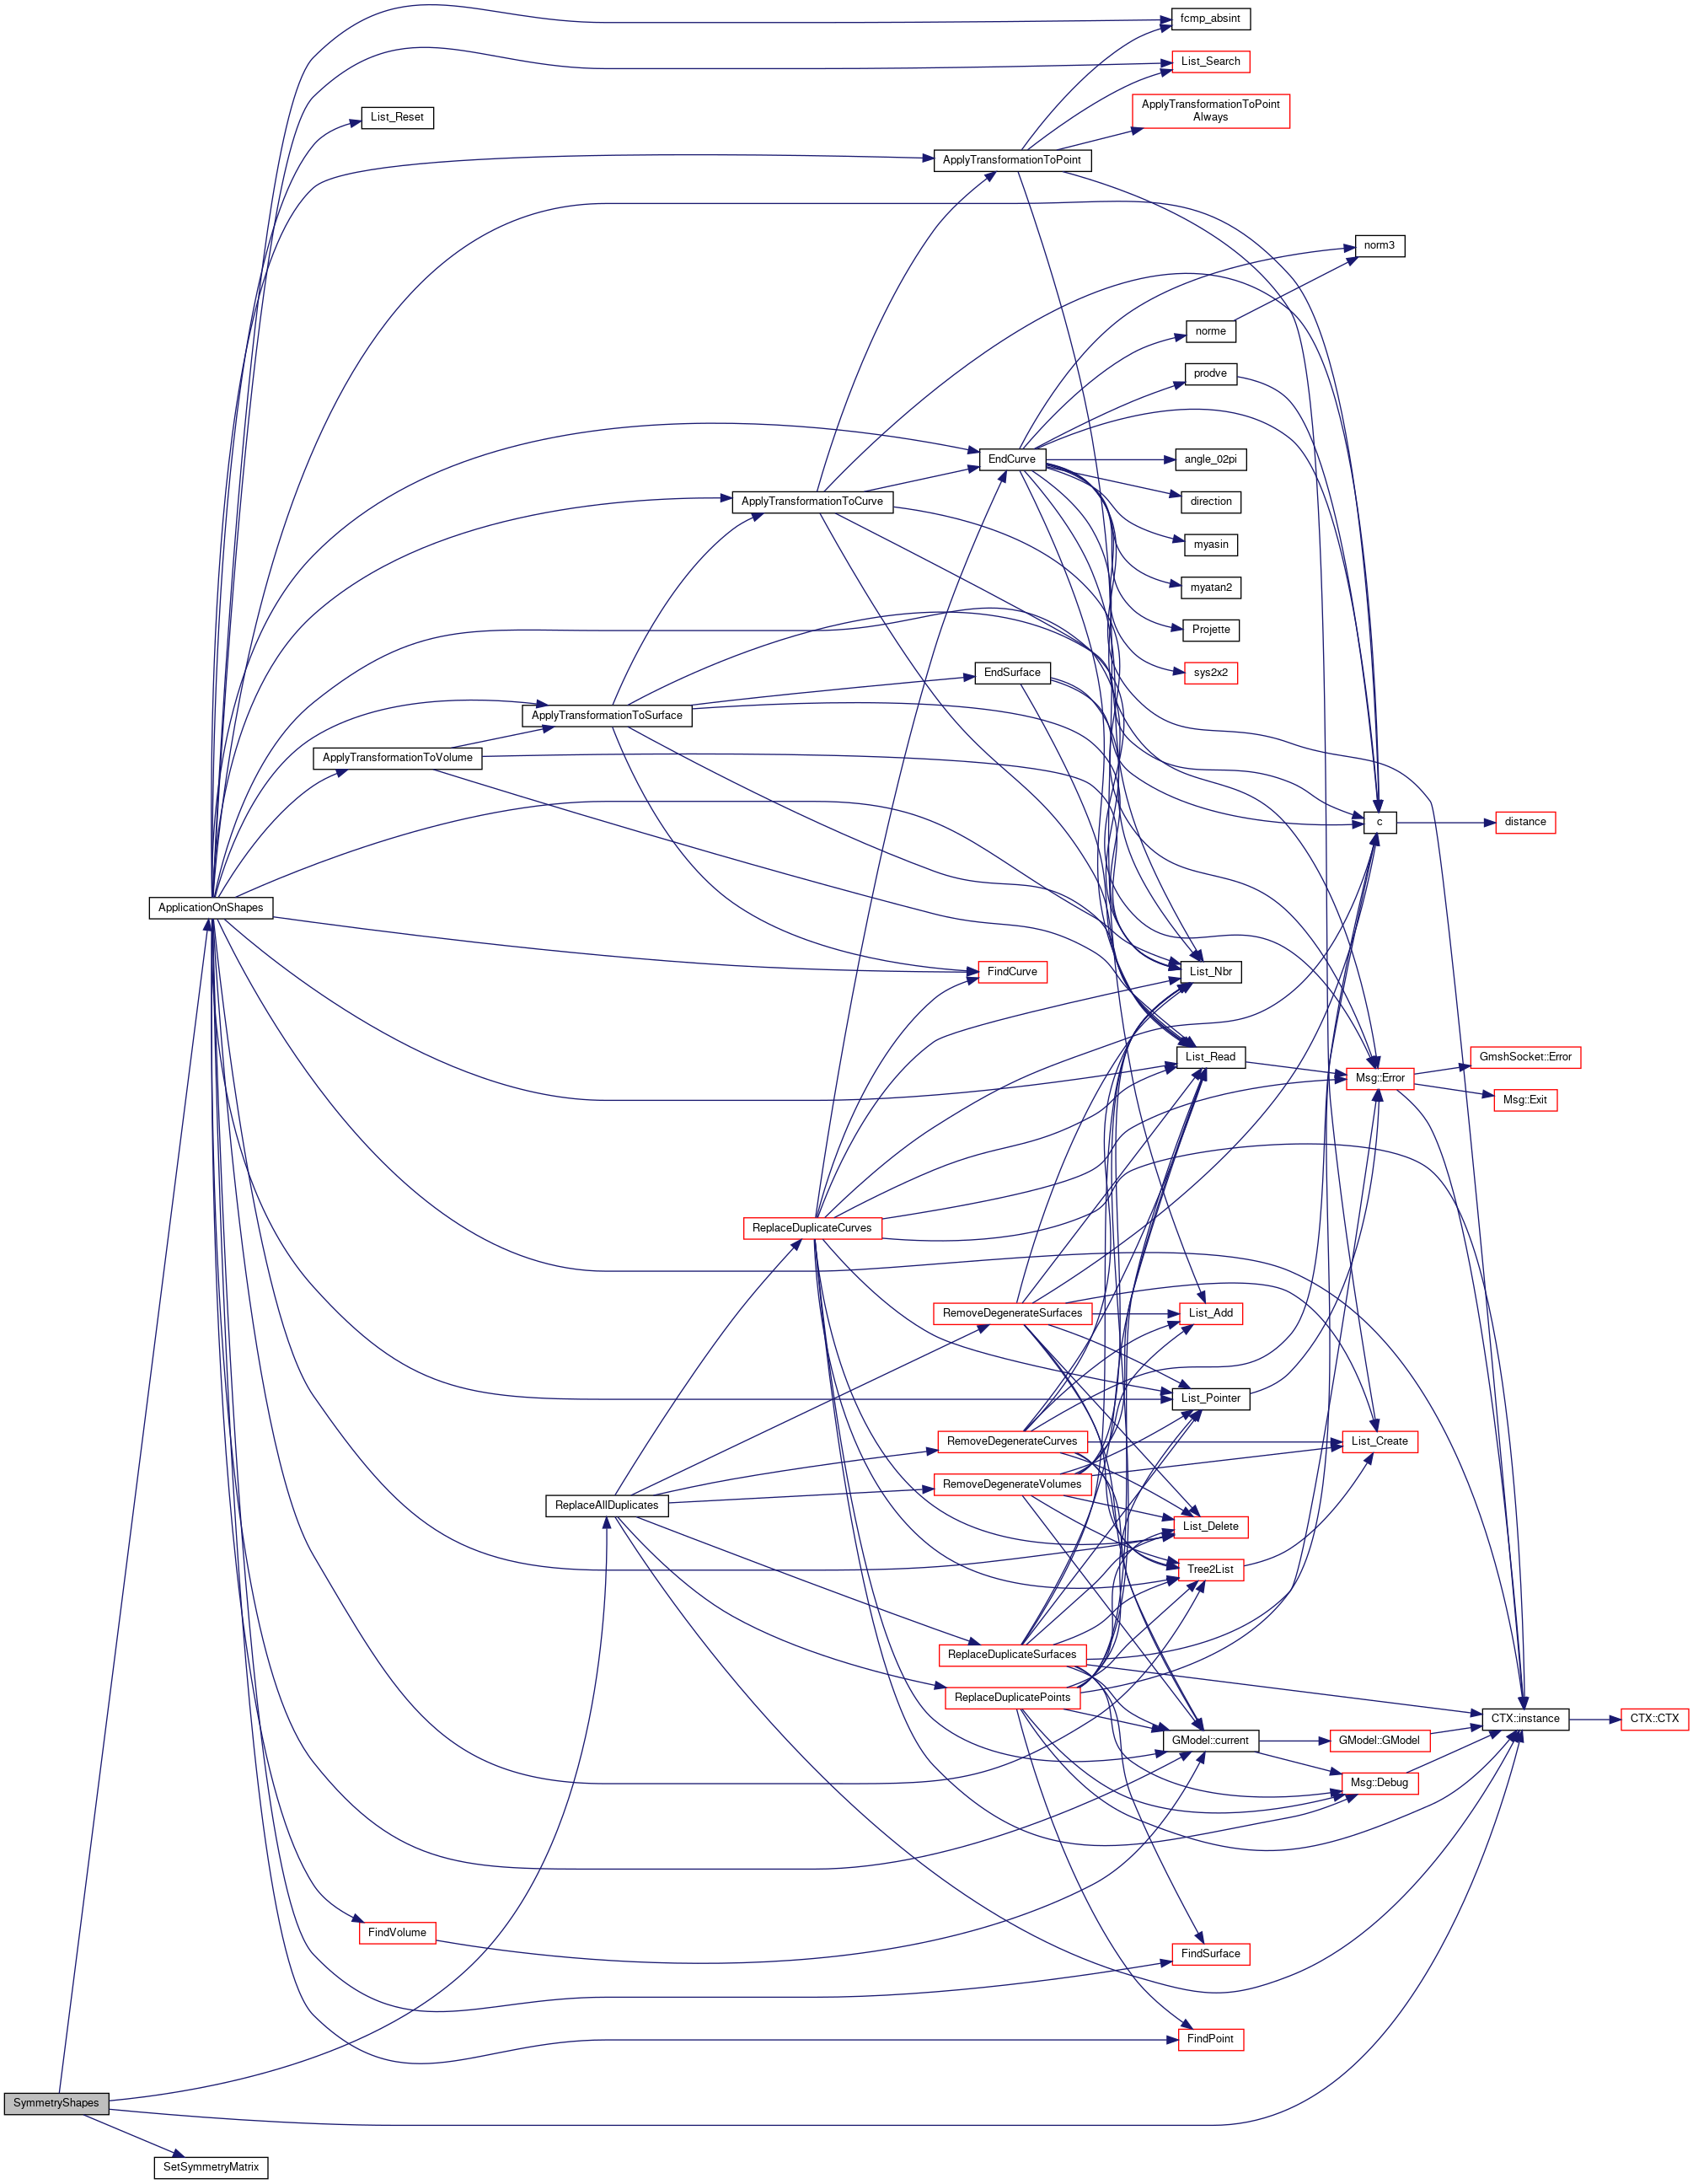 fcmp_absint
List_Search
ApplyTransformationToPoint
Always
List_Reset
ApplyTransformationToPoint
norm3
norme
prodve
EndCurve
angle_02pi
ApplyTransformationToCurve
direction
myasin
myatan2
Projette
EndSurface
sys2x2
ApplyTransformationToSurface
ApplyTransformationToVolume
c
distance
ApplicationOnShapes
FindCurve
List_Nbr
List_Read
GmshSocket::Error
Msg::Error
Msg::Exit
ReplaceDuplicateCurves
RemoveDegenerateSurfaces
List_Add
List_Pointer
RemoveDegenerateCurves
List_Create
RemoveDegenerateVolumes
ReplaceAllDuplicates
List_Delete
Tree2List
ReplaceDuplicateSurfaces
ReplaceDuplicatePoints
CTX::instance
CTX::CTX
GModel::current
GModel::GModel
Msg::Debug
FindVolume
FindSurface
FindPoint
SymmetryShapes
SetSymmetryMatrix